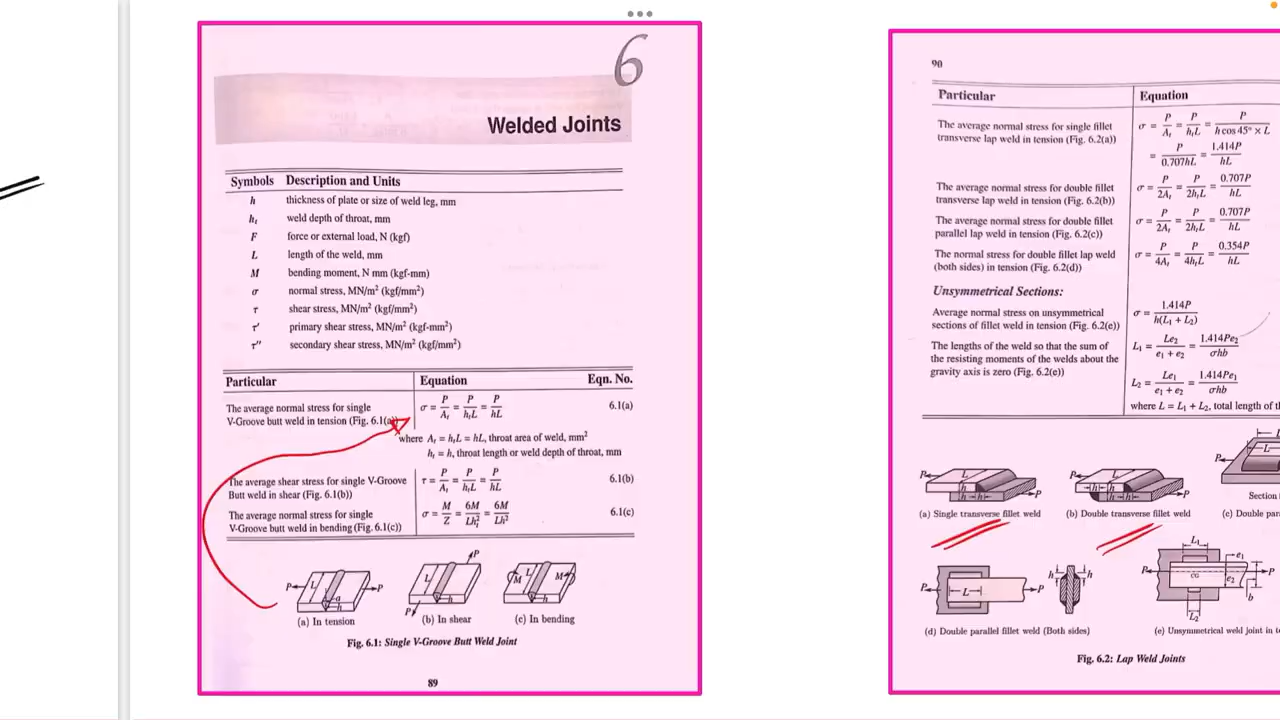 6
Welded Joints
Symbols Description and Units
h thickness of plate or size of weld leg, mm
hₜ weld depth of throat, mm
F force or external load, N (kgf)
L length of the weld, mm
M bending moment, N mm (kgf-mm)
σ normal stress, MN/m² (kgf/mm²)
τ shear stress, MN/m² (kgf/mm²)
τ' primary shear stress, MN/m² (kgf-mm²)
τ'' secondary shear stress, MN/m² (kgf/mm²)
Particular Equation Eqn. No.
The average normal stress for single
V-Groove butt weld in tension (Fig. 6.1(a))
σ = P/Aₜ = P/hₜL = P/hL 6.1(a)
where Aₜ = hₜL = hL, throat area of weld, mm²
hₜ = h, throat length or weld depth of throat, mm
The average shear stress for single V-Groove
Butt weld in shear (Fig. 6.1(b))
τ = P/Aₜ = P/hₜL = P/hL 6.1(b)
The average normal stress for single
V-Groove butt weld in bending (Fig. 6.1(c))
σ = M/Z = 6M/Lhₜ² = 6M/Lh² 6.1(c)
P L a h P
P L h P
M L h M
(a) In tension (b) In shear (c) In bending
Fig. 6.1: Single V-Groove Butt Weld Joint
89
90
Particular Equation
The average normal stress for single fillet
transverse lap weld in tension (Fig. 6.2(a))
σ = P/Aₜ = P/hₜL = P/h cos 45° × L
= P/0.707hL = 1.414P/hL
The average normal stress for double fillet
transverse lap weld in tension (Fig. 6.2(b))
σ = P/2Aₜ = P/2hₜL = 0.707P/hL
The average normal stress for double fillet
parallel lap weld in tension (Fig. 6.2(c))
σ = P/2Aₜ = P/2hₜL = 0.707P/hL
The normal stress for double fillet lap weld
(both sides) in tension (Fig. 6.2(d))
σ = P/4Aₜ = P/4hₜL = 0.354P/hL
Unsymmetrical Sections:
Average normal stress on unsymmetrical
sections of fillet weld in tension (Fig. 6.2(e))
σ = 1.414P/h(L₁ + L₂)
The lengths of the weld so that the sum of
the resisting moments of the welds about the
gravity axis is zero (Fig. 6.2(e))
L₁ = Le₂/e₁ + e₂ = 1.414Pe₂/σhb
L₂ = Le₁/e₁ + e₂ = 1.414Pe₁/σhb
where L = L₁ + L₂, total length of t
P L h h P
P L h h h h P
P L
Section
(a) Single transverse fillet weld (b) Double transverse fillet weld (c) Double par
P L P h h
L₁ e₁ P CG e₂ P b L₂
(d) Double parallel fillet weld (Both sides) (e) Unsymmetrical weld joint in t
Fig. 6.2: Lap Weld Joints